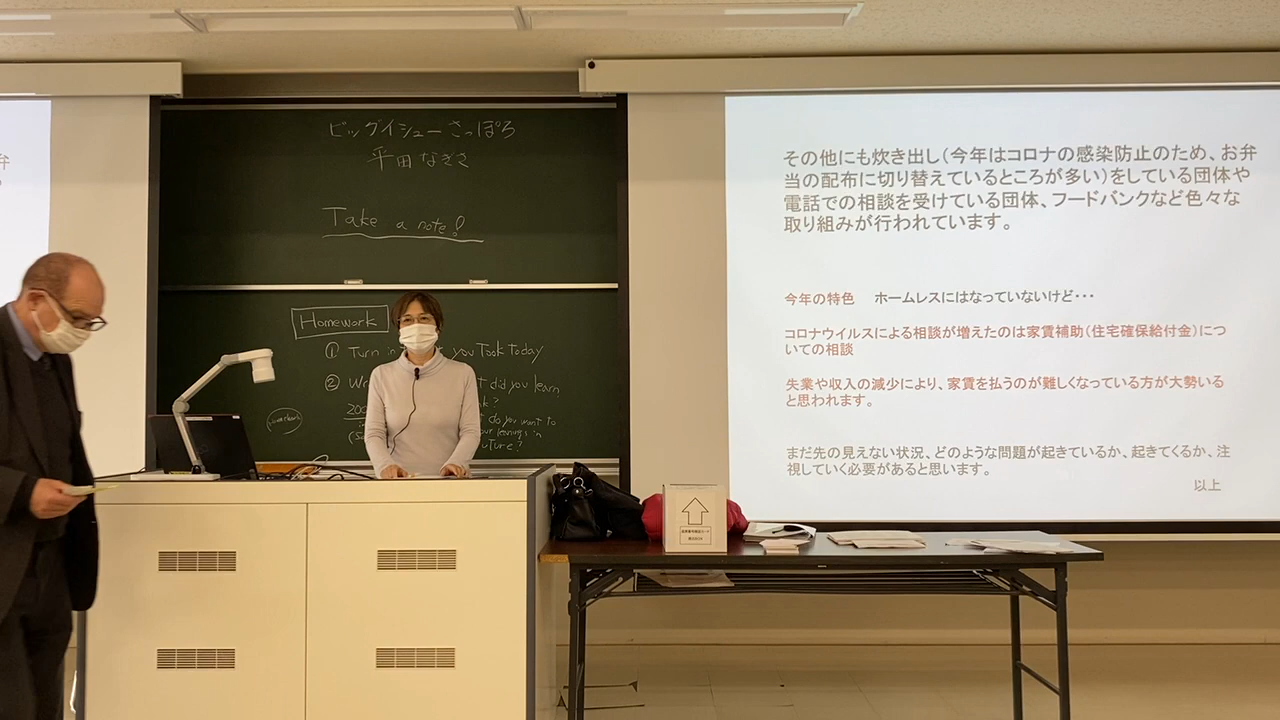 弁
ビッグイシューさっぽろ
平田 なぎさ
Take a note!
Homework
① Turn in you Took today
② did you learn
do you want to
learnings in
future?
その他にも炊き出し(今年はコロナの感染防止のため、お弁
当の配布に切り替えているところが多い)をしている団体や
電話での相談を受けている団体、フードバンクなど色々な
取り組みが行われています。
今年の特色 ホームレスにはなっていないけど・・・
コロナウイルスによる相談が増えたのは家賃補助(住宅確保給付金)につ
いての相談
失業や収入の減少により、家賃を払うのが難しくなっている方が大勢いる
と思われます。
まだ先の見えない状況、どのような問題が起きているか、起きてくるか、注
視していく必要があると思います。
以上